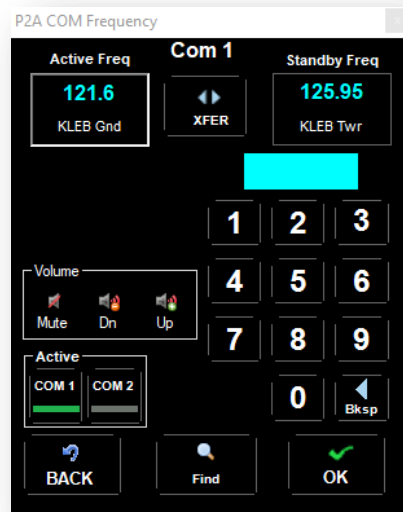 P2A COM Frequency
x
Com 1
Active Freq
Standby Freq
121.6
KLEB Gnd
XFER
125.95
KLEB Twr
1 2 3
4 5 6
7 8 9
0 Bksp
Volume
Mute Dn Up
Active
COM 1 COM 2
BACK Find OK